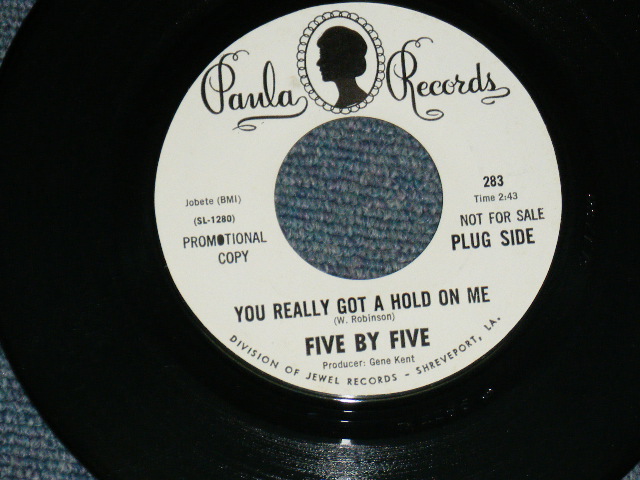 Paula Records
283
Time 2:43
Jobete (BMI)
(SL-1280)
NOT FOR SALE
PROMOTIONAL
COPY
PLUG SIDE
YOU REALLY GOT A HOLD ON ME
(W. Robinson)
FIVE BY FIVE
Producer: Gene Kent
DIVISION OF JEWEL RECORDS - SHREVEPORT, LA.